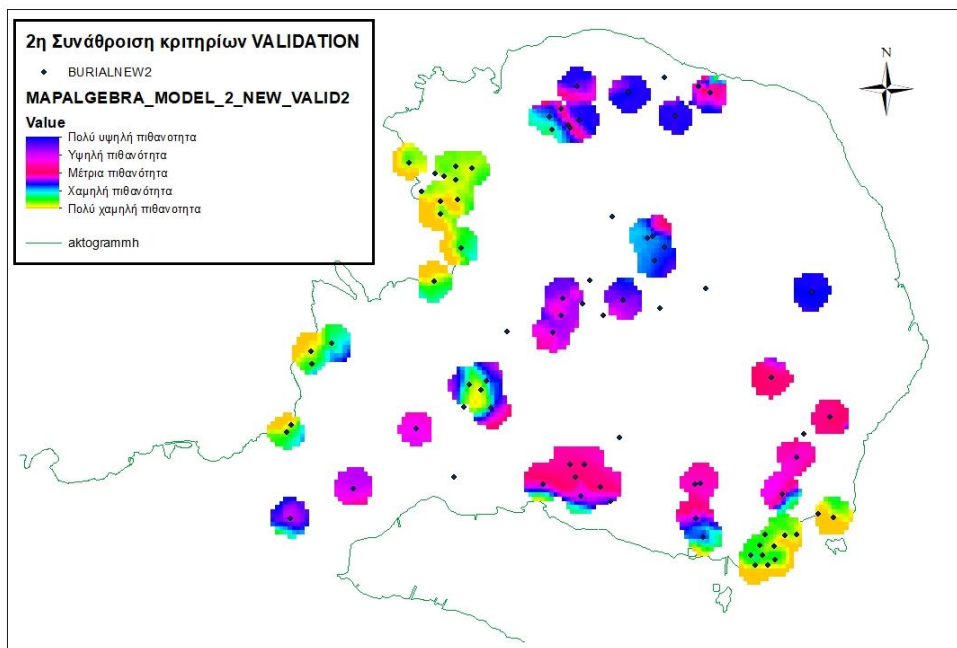 2η Συνάθροιση κριτηρίων VALIDATION
BURIALNEW2
MAPALGEBRA_MODEL_2_NEW_VALID2
Value
Πολύ υψηλή πιθανοτητα
Υψηλή πιθανότητα
Μέτρια πιθανότητα
Χαμηλή πιθανότητα
Πολύ χαμηλή πιθανοτητα
aktogrammh
N